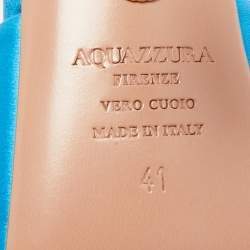 AQUAZZURA
FIRENZE
VERO CUOIO
MADE IN ITALY
41